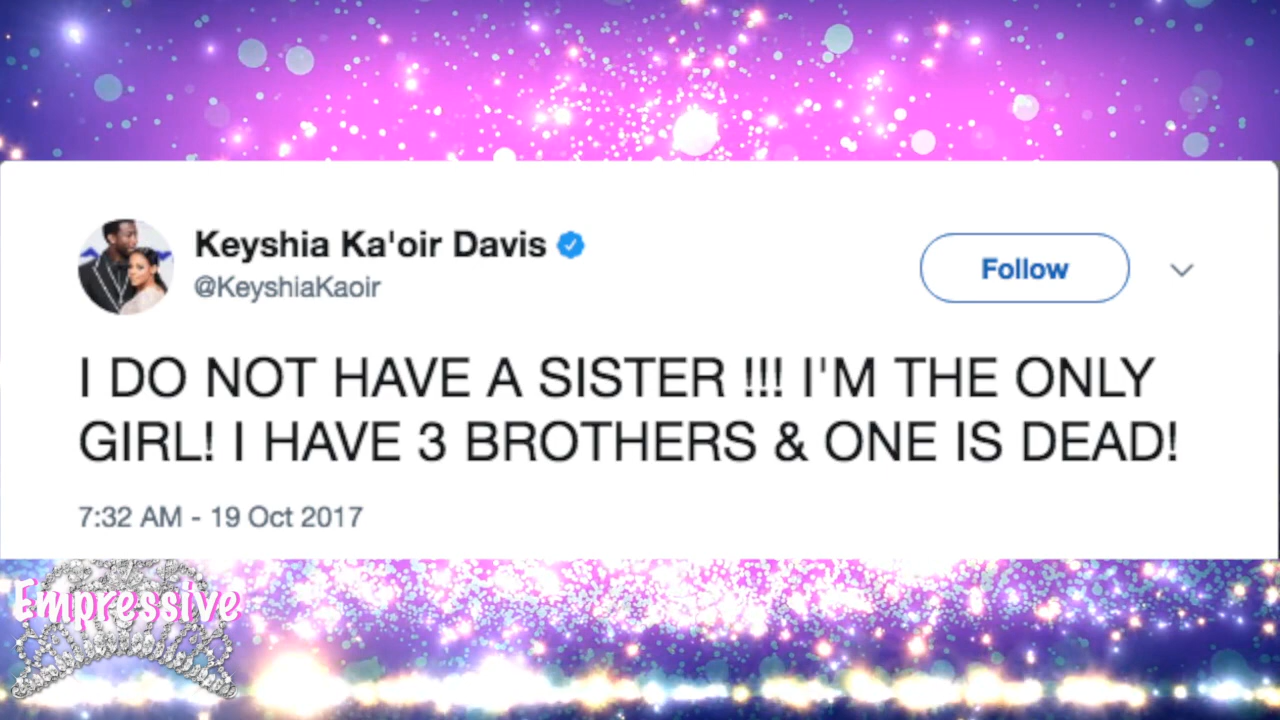 Keyshia Ka'oir Davis
@KeyshiaKaoir
Follow
I DO NOT HAVE A SISTER !!! I'M THE ONLY
GIRL! I HAVE 3 BROTHERS & ONE IS DEAD!
7:32 AM - 19 Oct 2017
Empressive